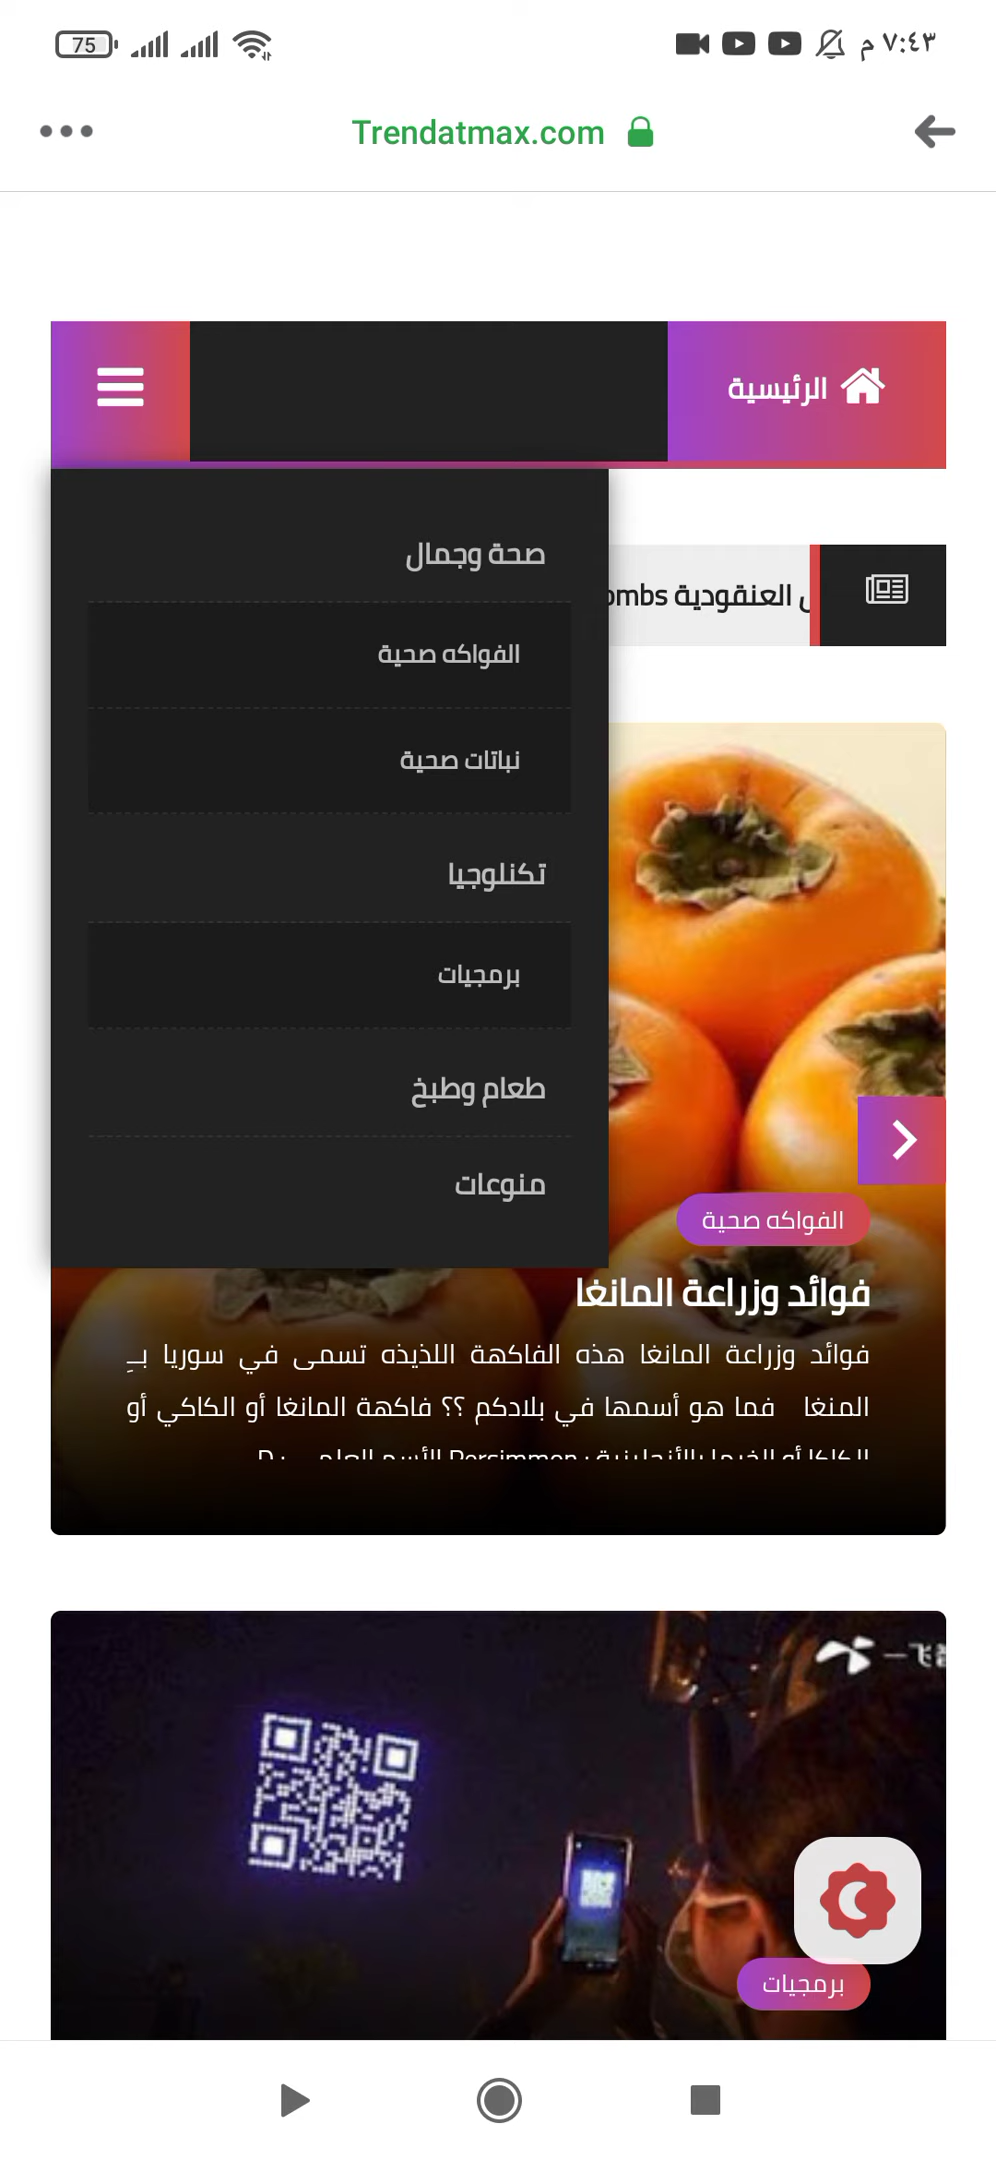 75
٧:٤٣ م
Trendatmax.com
الرئيسية
صحة وجمال
العنقودية
الفواكه صحية
نباتات صحية
تكنلوجيا
برمجيات
طعام وطبخ
منوعات
الفواكه صحية
فوائد وزراعة المانغا
فوائد وزراعة المانغا هذه الفاكهة اللذيذه تسمى في سوريا بـِ
المنغا فما هو أسمها في بلادكم ؟؟ فاكهة المانغا أو الكاكي أو
برمجيات